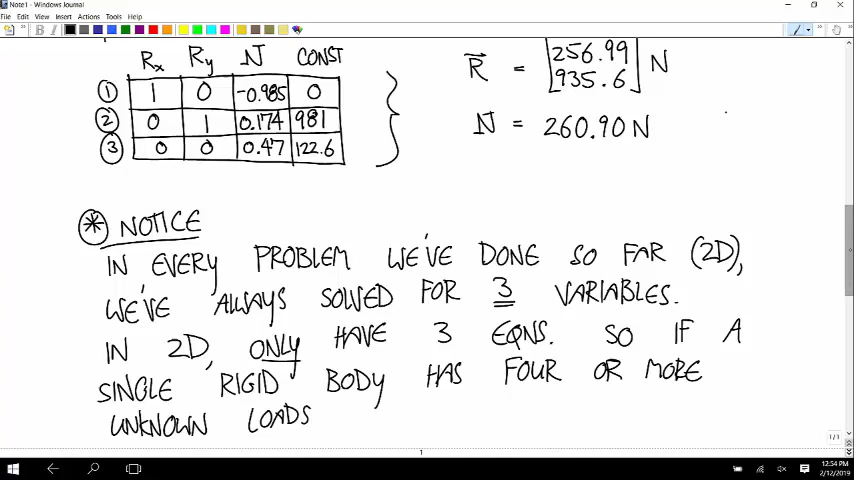 Note1 - Windows Journal
File Edit View Insert Actions Tools Help
Rx Ry N CONST
① 1 0 -0.985 0
② 0 1 0.174 981
③ 0 0 0.47 122.6
R = [256.99 935.6] N
N = 260.90 N
* NOTICE
IN EVERY PROBLEM WE'VE DONE SO FAR (2D),
WE'VE ALWAYS SOLVED FOR 3 VARIABLES.
IN 2D, ONLY HAVE 3 EQNS. SO IF A
SINGLE RIGID BODY HAS FOUR OR MORE
UNKNOWN LOADS
1/1
1
12:54 PM
2/12/2019